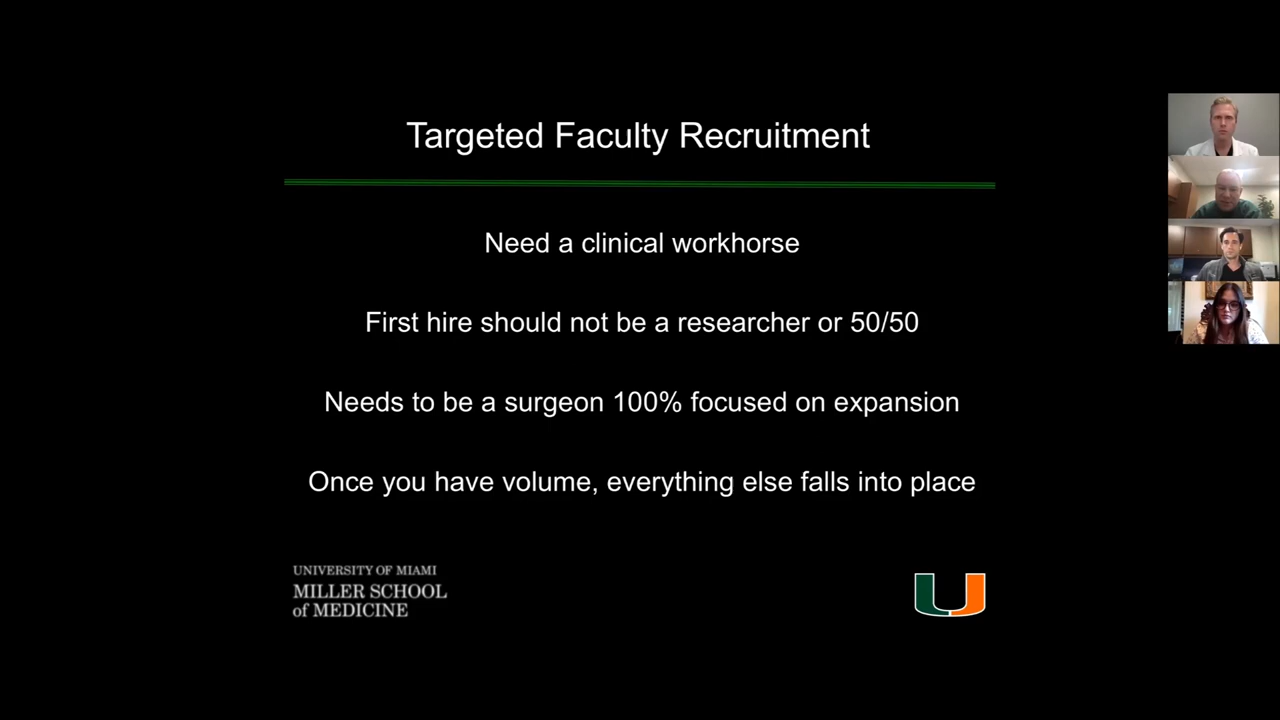 Targeted Faculty Recruitment
Need a clinical workhorse
First hire should not be a researcher or 50/50
Needs to be a surgeon 100% focused on expansion
Once you have volume, everything else falls into place
UNIVERSITY OF MIAMI
MILLER SCHOOL
of MEDICINE
U